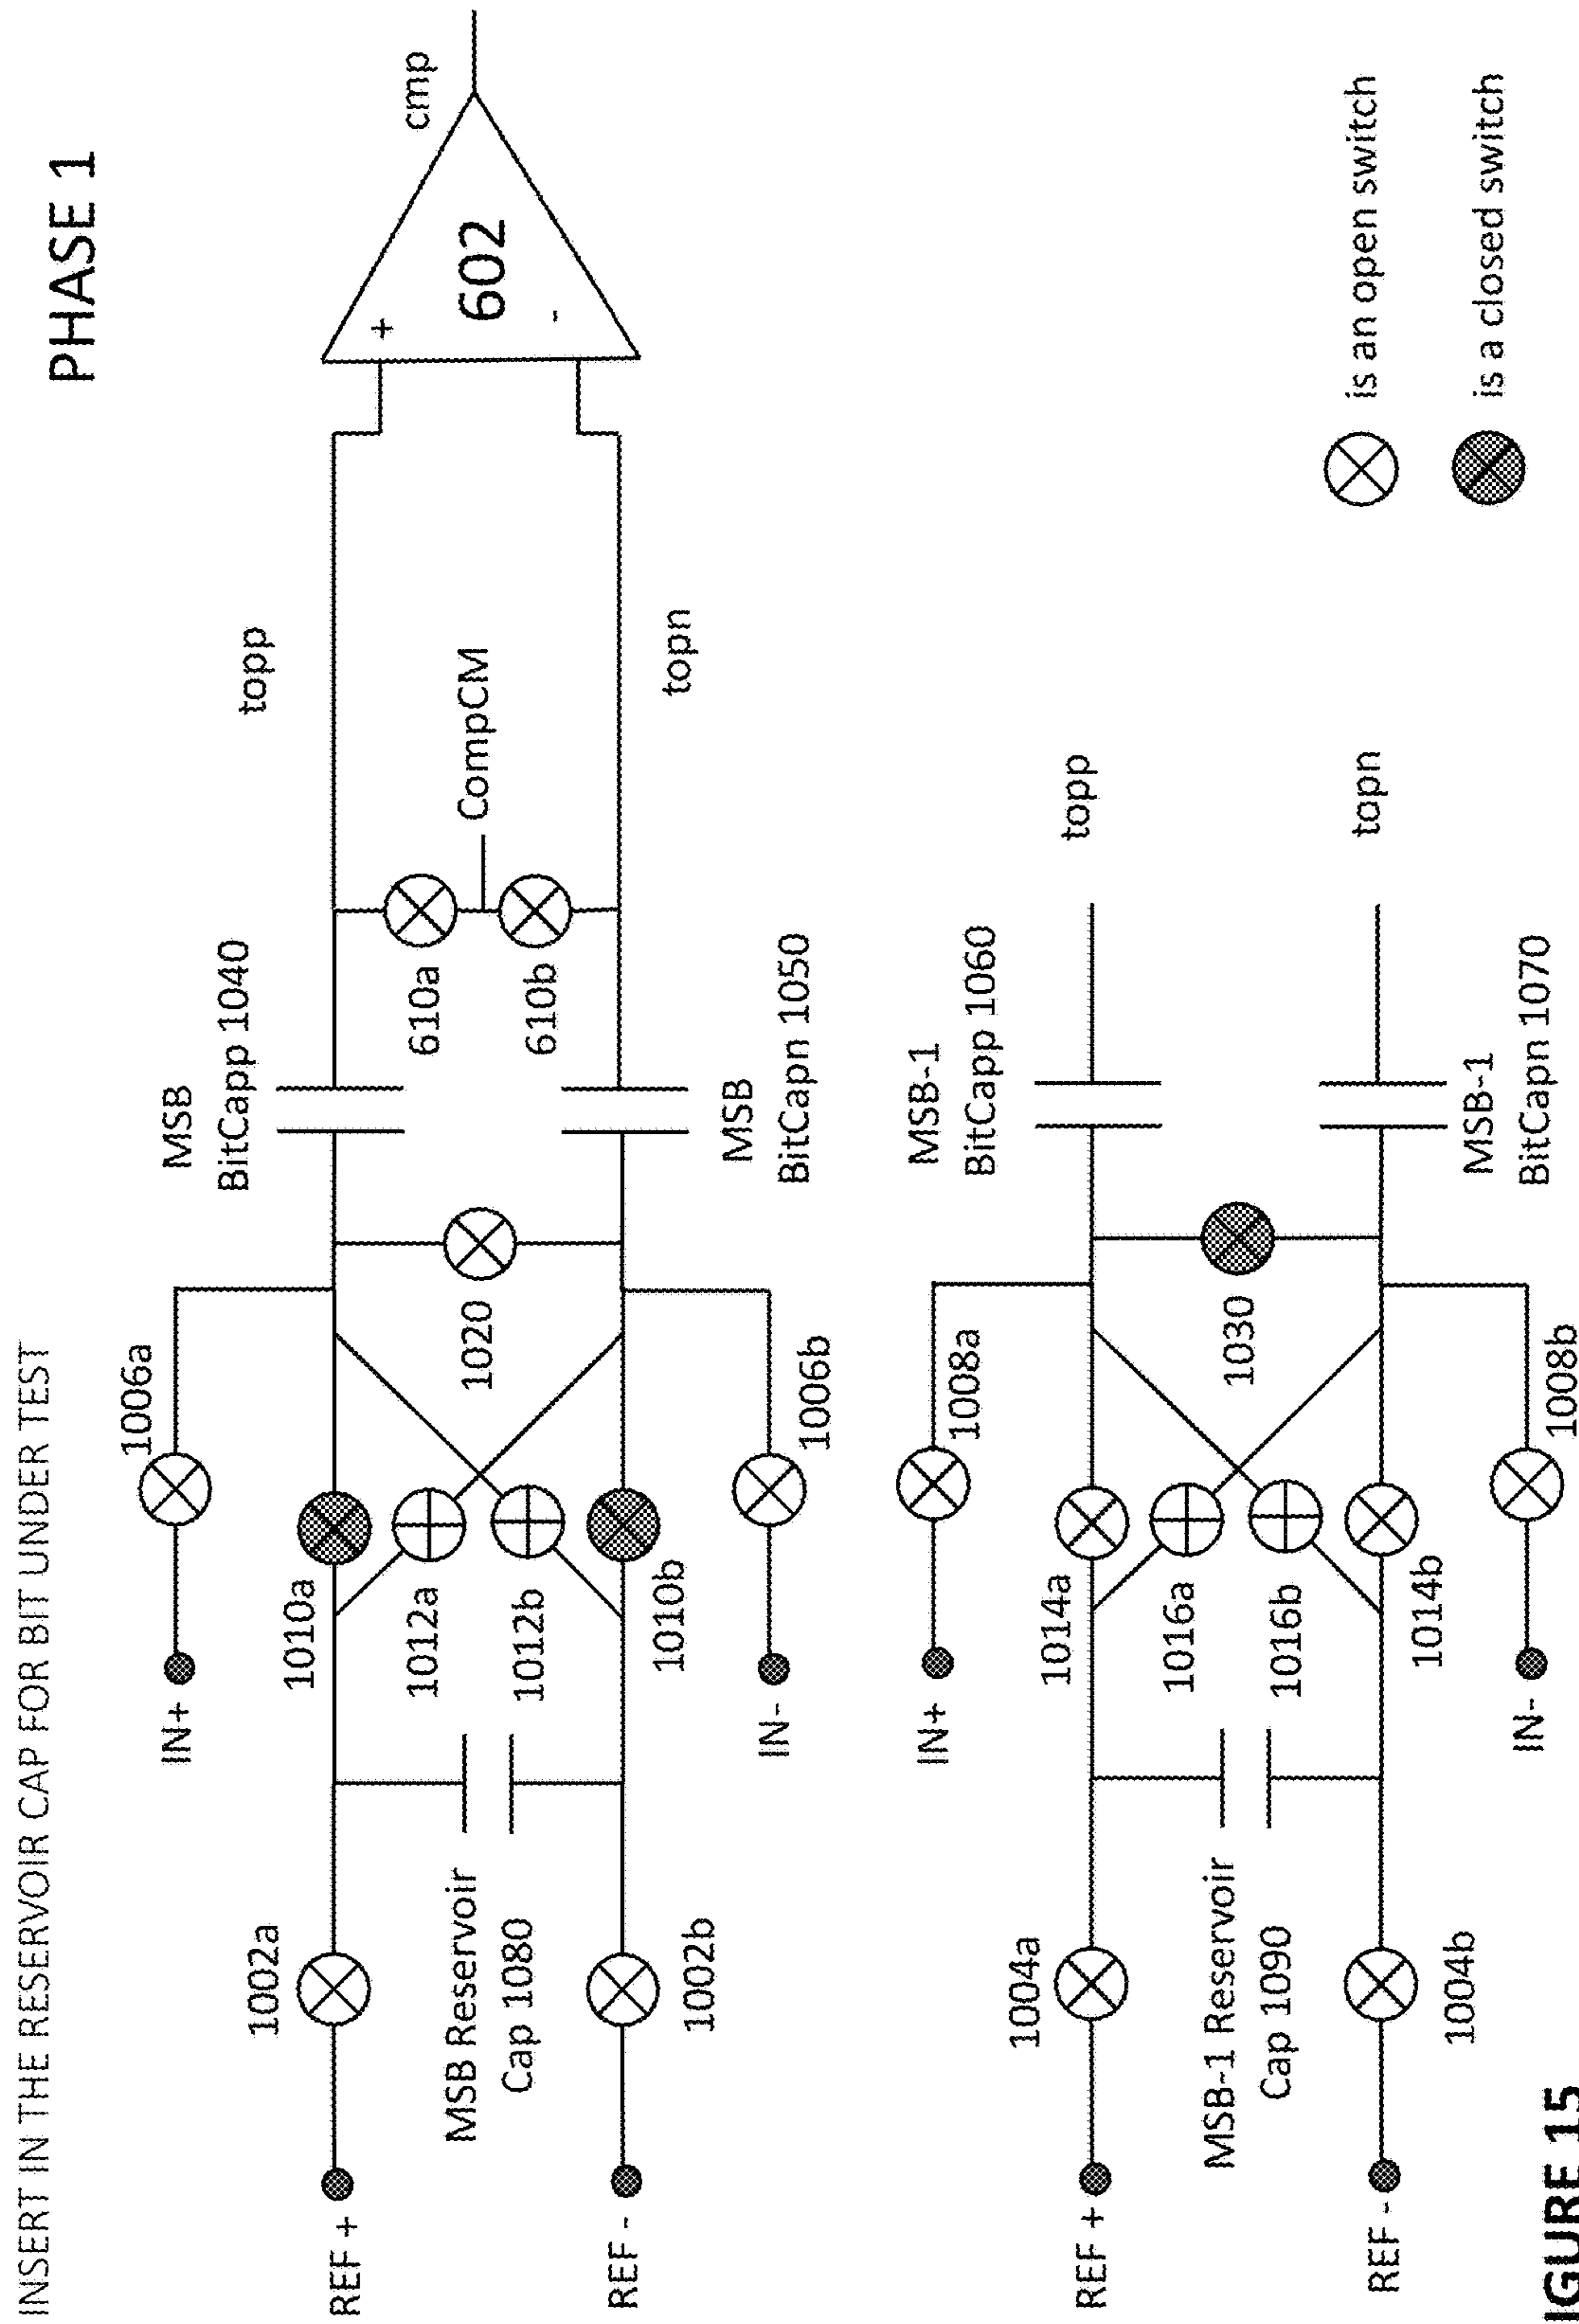 INSERT IN THE RESERVOIR CAP FOR BIT UNDER TEST
PHASE 1
IN+
1006a
MSB
BitCapp 1040
topp
cmp
1002a
1010a
REF +
MSB Reservoir
Cap 1080
1012a
1012b
1020
610a
610b
CompCM
+
602
-
REF -
1002b
1010b
topn
MSB
BitCapn 1050
IN-
1006b
IN+
1008a
MSB-1
BitCapp 1060
topp
1004a
1014a
REF +
MSB-1 Reservoir
Cap 1090
1016a
1016b
1030
REF -
1004b
1014b
topn
MSB-1
BitCapn 1070
IN-
1008b
is an open switch
is a closed switch
IGURE 15